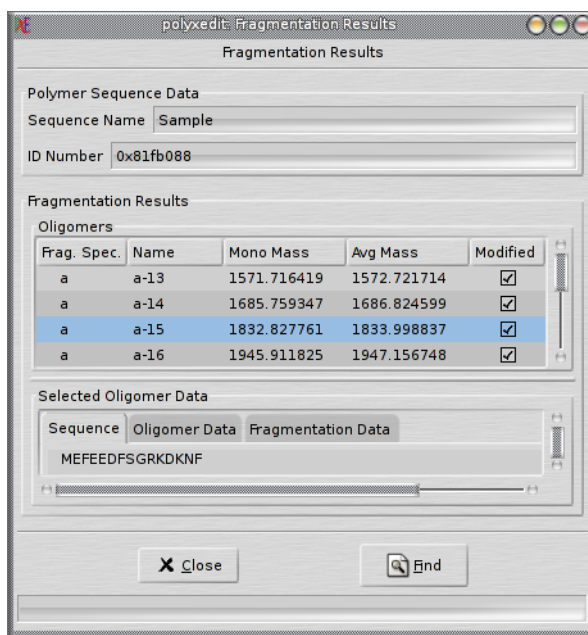 polyxedit: Fragmentation Results
Fragmentation Results
Polymer Sequence Data
Sequence Name Sample
ID Number 0x81fb088
Fragmentation Results
Oligomers
Frag. Spec. Name Mono Mass Avg Mass Modified
a a-13 1571.716419 1572.721714
a a-14 1685.759347 1686.824599
a a-15 1832.827761 1833.998837
a a-16 1945.911825 1947.156748
Selected Oligomer Data
Sequence Oligomer Data Fragmentation Data
MEFEEDFSGRKDKNF
Close Find